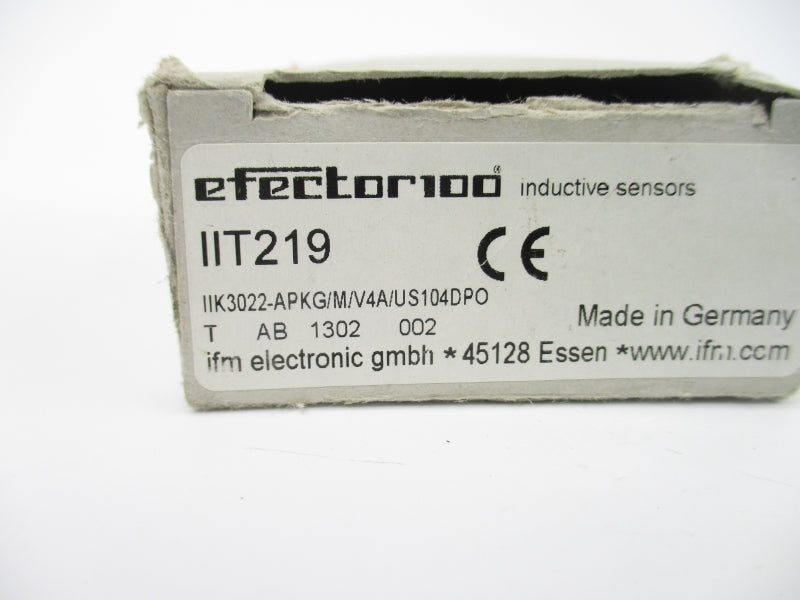 efector100® inductive sensors
IIT219 CE
IIK3022-APKG/M/V4A/US104DPO
T AB 1302 002 Made in Germany
ifm electronic gmbh * 45128 Essen *www.ifm.com